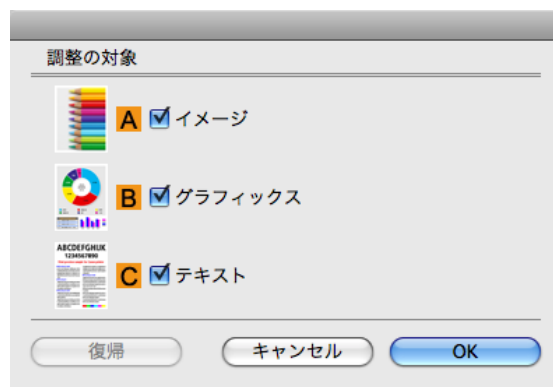 調整の対象
A イメージ
B グラフィックス
ABCDEFGHIJK
1234567890
C テキスト
復帰 キャンセル OK